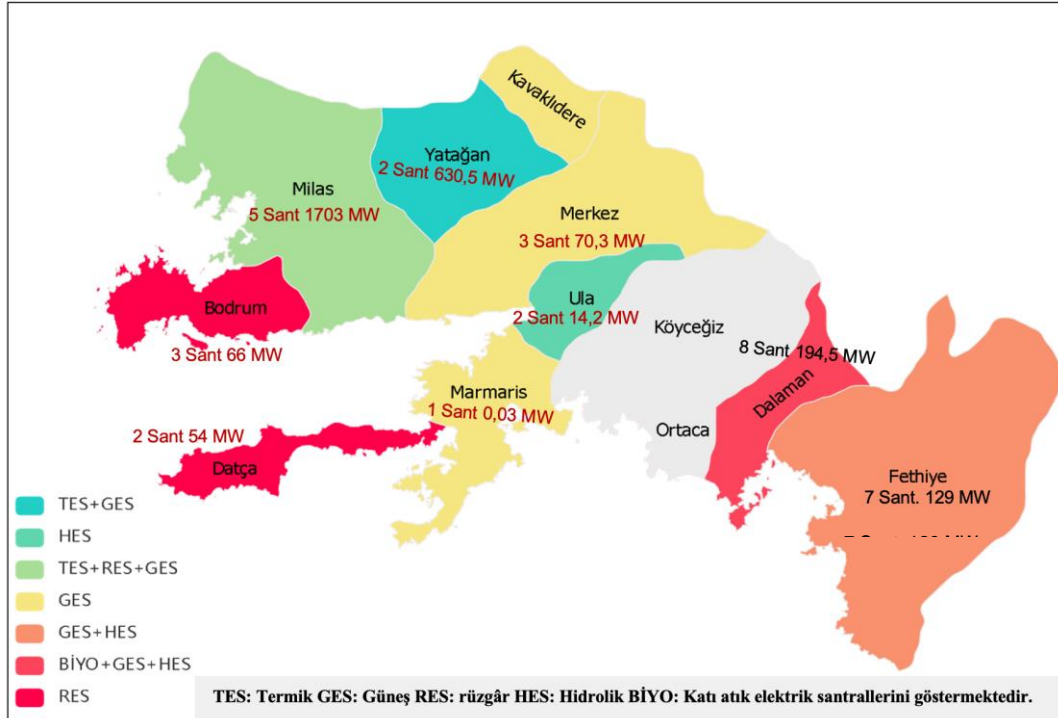 Kavaklıdere
Yatağan
2 Sant 630,5 MW
Milas
5 Sant 1703 MW
Merkez
3 Sant 70,3 MW
Ula
2 Sant 14,2 MW
Bodrum
3 Sant 66 MW
Köyceğiz
8 Sant 194,5 MW
Dalaman
Marmaris
1 Sant 0,03 MW
Ortaca
2 Sant 54 MW
Datça
Fethiye
7 Sant. 129 MW
TES+GES
HES
TES+RES+GES
GES
GES+HES
BİYO+GES+HES
RES
TES: Termik GES: Güneş RES: rüzgâr HES: Hidrolik BİYO: Katı atık elektrik santrallerini göstermektedir.